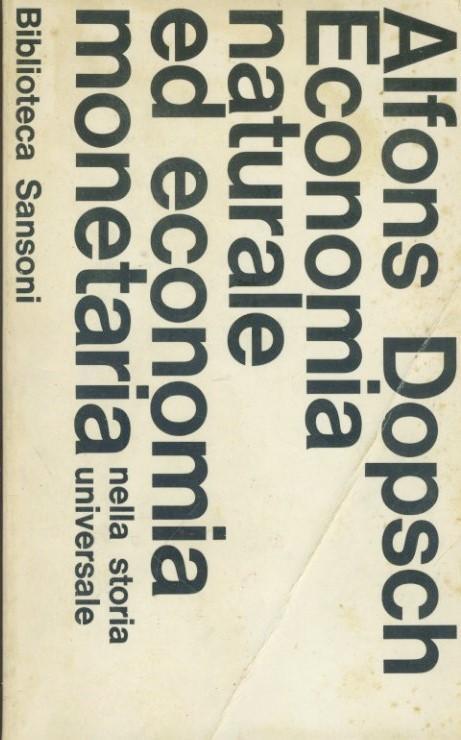 Alfons Dopsch
Economia
naturale
ed economia
monetaria
nella storia
universale
Biblioteca Sansoni